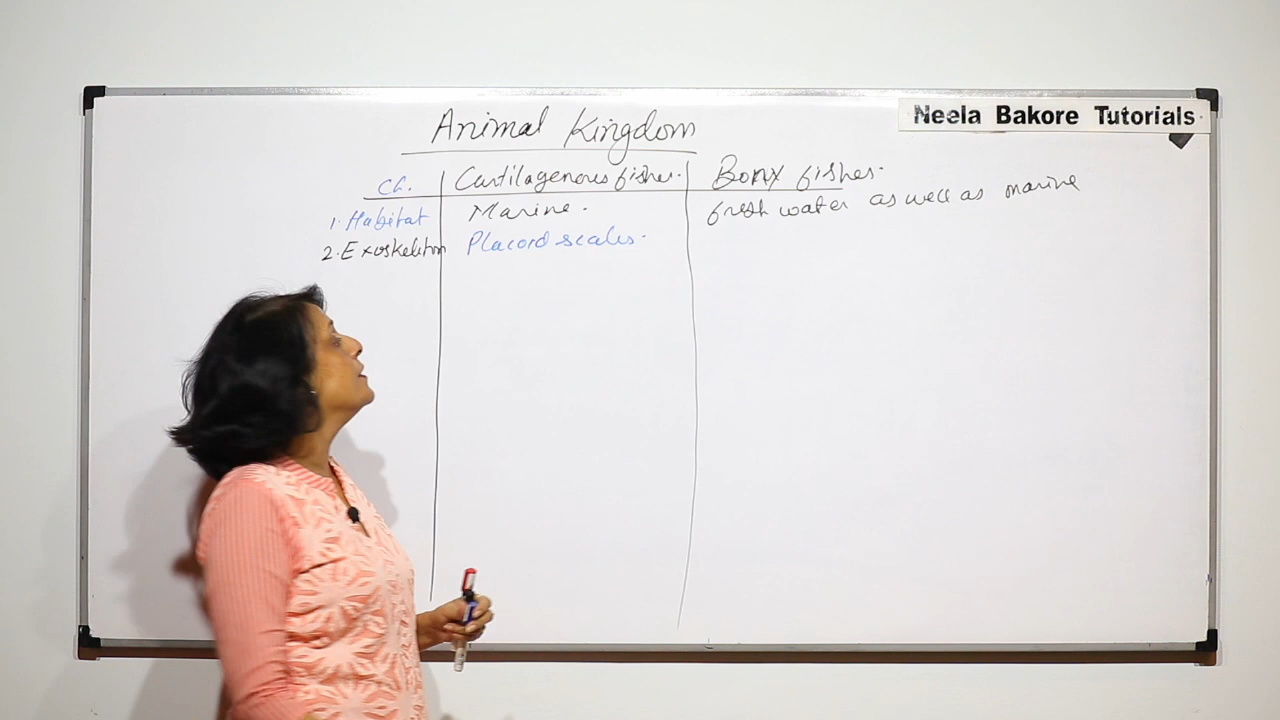 Neela Bakore Tutorials
Animal Kingdom
Ch. Cartilagenous fishes. Bony fishes.
1. Habitat Marine. fresh water as well as marine
2. Exoskeleton Placoid scales.